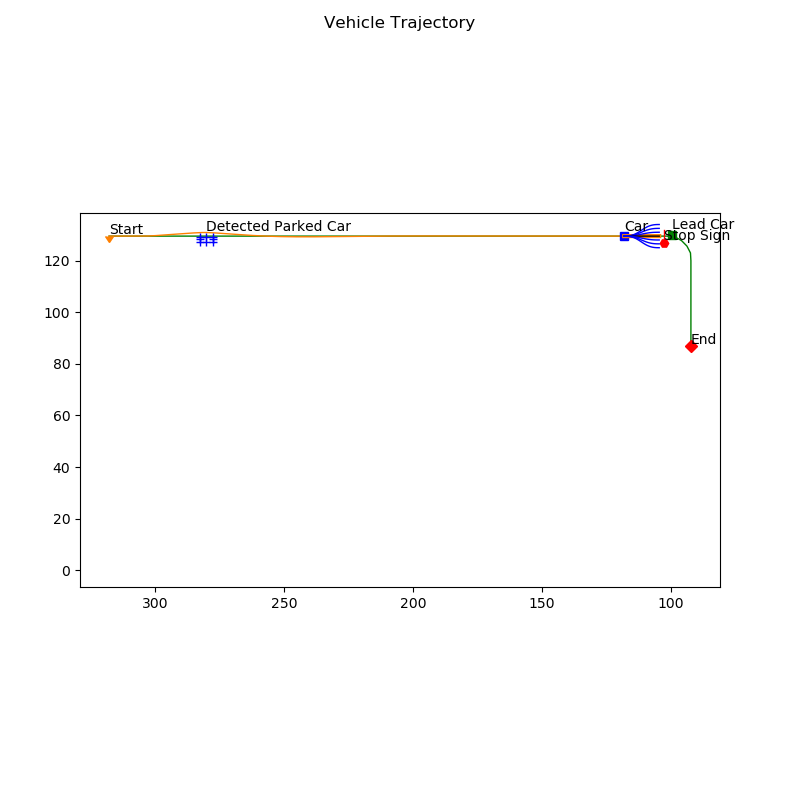 Vehicle Trajectory
Start
Detected Parked Car
Car
Lead Car
Stop Sign
End
120
100
80
60
40
20
0
300
250
200
150
100